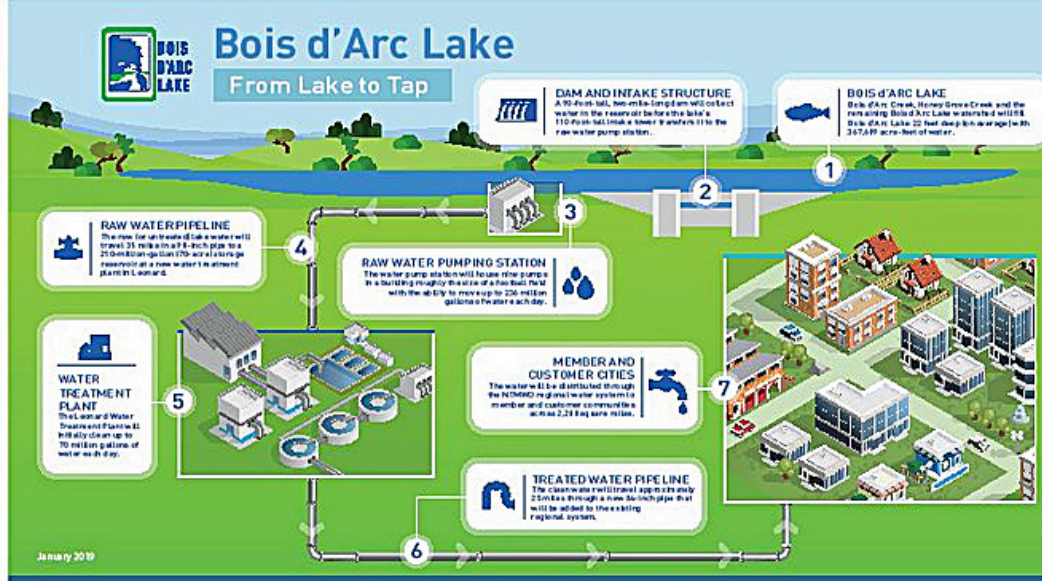 BOIS
D'ARC
LAKE
Bois d'Arc Lake
From Lake to Tap
DAM AND INTAKE STRUCTURE
A 90-foot-tall, two-mile-long dam will collect
water in the reservoir before the lake's
110-foot-tall intake tower transfers it to the
raw water pump station.
BOIS D'ARC LAKE
Bois d'Arc Creek, Honey Grove Creek and the
remaining Bois d'Arc Lake watershed will fill
Bois d'Arc Lake 22 feet deep (on average) with
367,609 acre-feet of water.
1
2
3
4
RAW WATER PIPELINE
The raw (or untreated) lake water will
travel 35 miles in a
210-million-gallon (70-acre) storage
reservoir at a new water treatment
plant in Leonard.
RAW WATER PUMPING STATION
The water pump station will house nine pumps
in a building roughly the size of a football field
with the ability to move up to 236 million
gallons of water each day.
WATER
TREATMENT
PLANT
The Leonard Water
Treatment Plant will
initially clean up to
70 million gallons of
water each day.
5
MEMBER AND
CUSTOMER CITIES
The water will be distributed through
the NTMWD regional water system to
member and customer communities
across square miles.
7
TREATED WATER PIPELINE
The clean water will travel approximately
25 miles through a new 84-inch pipe that
will be added to the existing
regional system.
6
January 2019